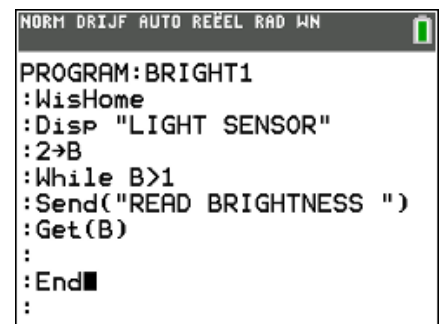 NORM DRIJF AUTO REËEL RAD WN
PROGRAM:BRIGHT1
:WisHome
:Disp "LIGHT SENSOR"
:2→B
:While B>1
:Send("READ BRIGHTNESS ")
:Get(B)
:
:End
: